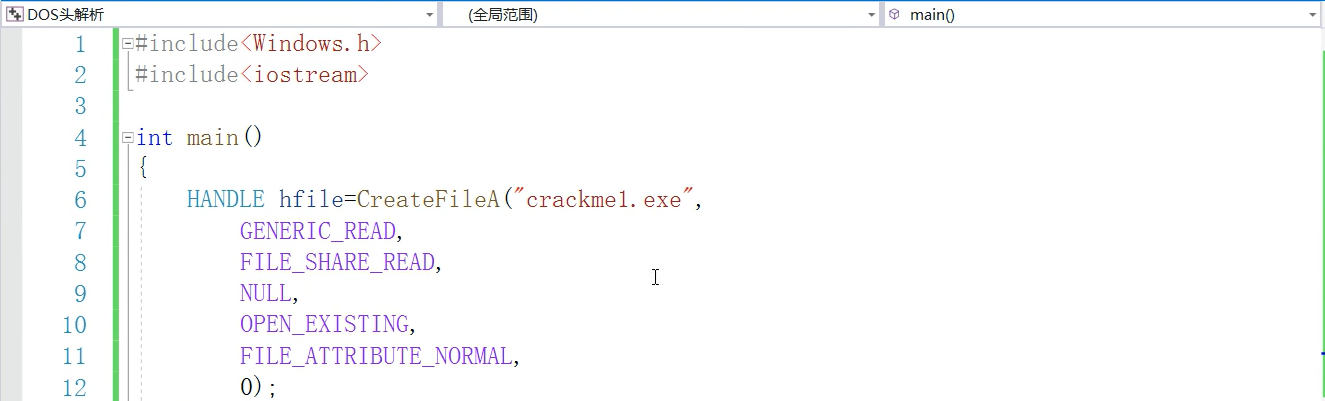 DOS头解析 (全局范围) main()
1 #include<Windows.h>
2 #include<iostream>
3
4 int main()
5 {
6 HANDLE hfile=CreateFileA("crackme1.exe",
7 GENERIC_READ,
8 FILE_SHARE_READ,
9 NULL,
10 OPEN_EXISTING,
11 FILE_ATTRIBUTE_NORMAL,
12 0);